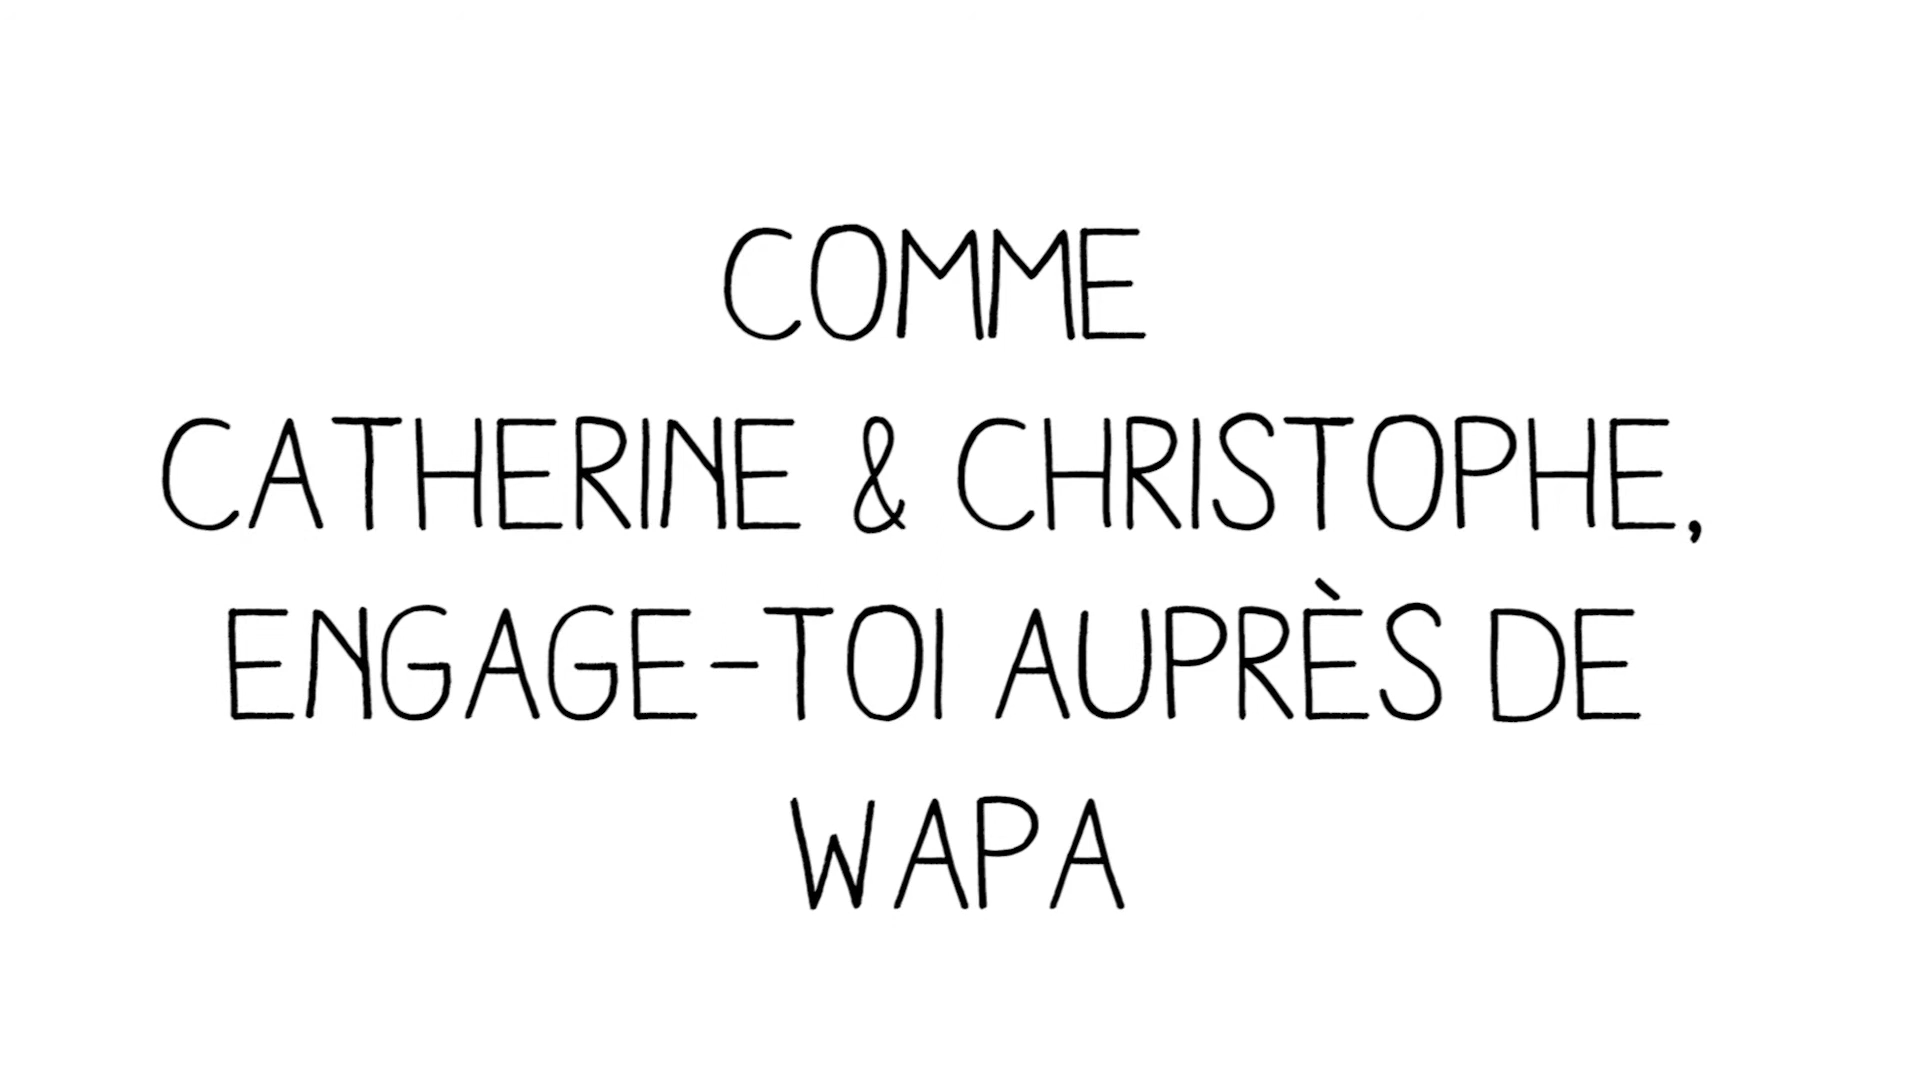 COMME
CATHERINE & CHRISTOPHE,
ENGAGE-TOI AUPRÈS DE
WAPA